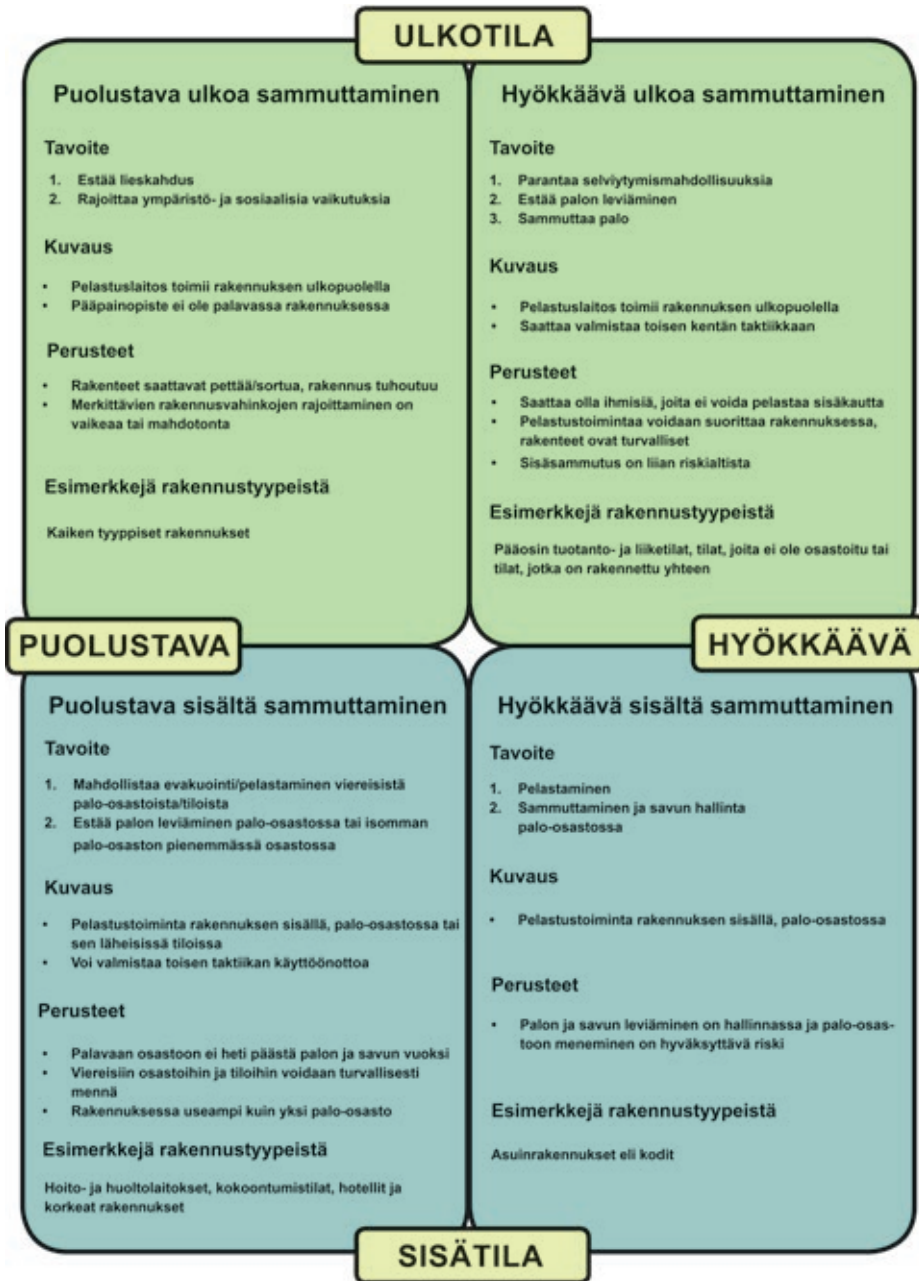 ULKOTILA
Puolustava ulkoa sammuttaminen
Tavoite
1. Estää lieskahdus
2. Rajoittaa ympäristö- ja sosiaalisia vaikutuksia
Kuvaus
• Pelastuslaitos toimii rakennuksen ulkopuolella
• Pääpainopiste ei ole palavassa rakennuksessa
Perusteet
• Rakenteet saattavat pettää/sortua, rakennus tuhoutuu
• Merkittävien rakennusvahinkojen rajoittaminen on
vaikeaa tai mahdotonta
Esimerkkejä rakennustyypeistä
Kaiken tyyppiset rakennukset
Hyökkäävä ulkoa sammuttaminen
Tavoite
1. Parantaa selviytymismahdollisuuksia
2. Estää palon leviäminen
3. Sammuttaa palo
Kuvaus
• Pelastuslaitos toimii rakennuksen ulkopuolella
• Saattaa valmistaa toisen kentän taktiikkaan
Perusteet
• Saattaa olla ihmisiä, joita ei voida pelastaa sisäkautta
• Pelastustoimintaa voidaan suorittaa rakennuksessa,
rakenteet ovat turvalliset
• Sisäsammutus on liian riskialtista
Esimerkkejä rakennustyypeistä
Pääosin tuotanto- ja liiketilat, tilat, joita ei ole osastoitu tai
tilat, jotka on rakennettu yhteen
PUOLUSTAVA
HYÖKKÄÄVÄ
Puolustava sisältä sammuttaminen
Tavoite
1. Mahdollistaa evakuointi/pelastaminen viereisistä
palo-osastoista/tiloista
2. Estää palon leviäminen palo-osastossa tai isomman
palo-osaston pienemmässä osastossa
Kuvaus
• Pelastustoiminta rakennuksen sisällä, palo-osastossa tai
sen läheisissä tiloissa
• Voi valmistaa toisen taktiikan käyttöönottoa
Perusteet
• Palavaan osastoon ei heti päästä palon ja savun vuoksi
• Viereisiin osastoihin ja tiloihin voidaan turvallisesti
mennä
• Rakennuksessa useampi kuin yksi palo-osasto
Esimerkkejä rakennustyypeistä
Hoito- ja huoltolaitokset, kokoontumistilat, hotellit ja
korkeat rakennukset
Hyökkäävä sisältä sammuttaminen
Tavoite
1. Pelastaminen
2. Sammuttaminen ja savun hallinta
palo-osastossa
Kuvaus
• Pelastustoiminta rakennuksen sisällä, palo-osastossa
Perusteet
• Palon ja savun leviäminen on hallinnassa ja palo-osas-
toon meneminen on hyväksyttävä riski
Esimerkkejä rakennustyypeistä
Asuinrakennukset eli kodit
SISÄTILA